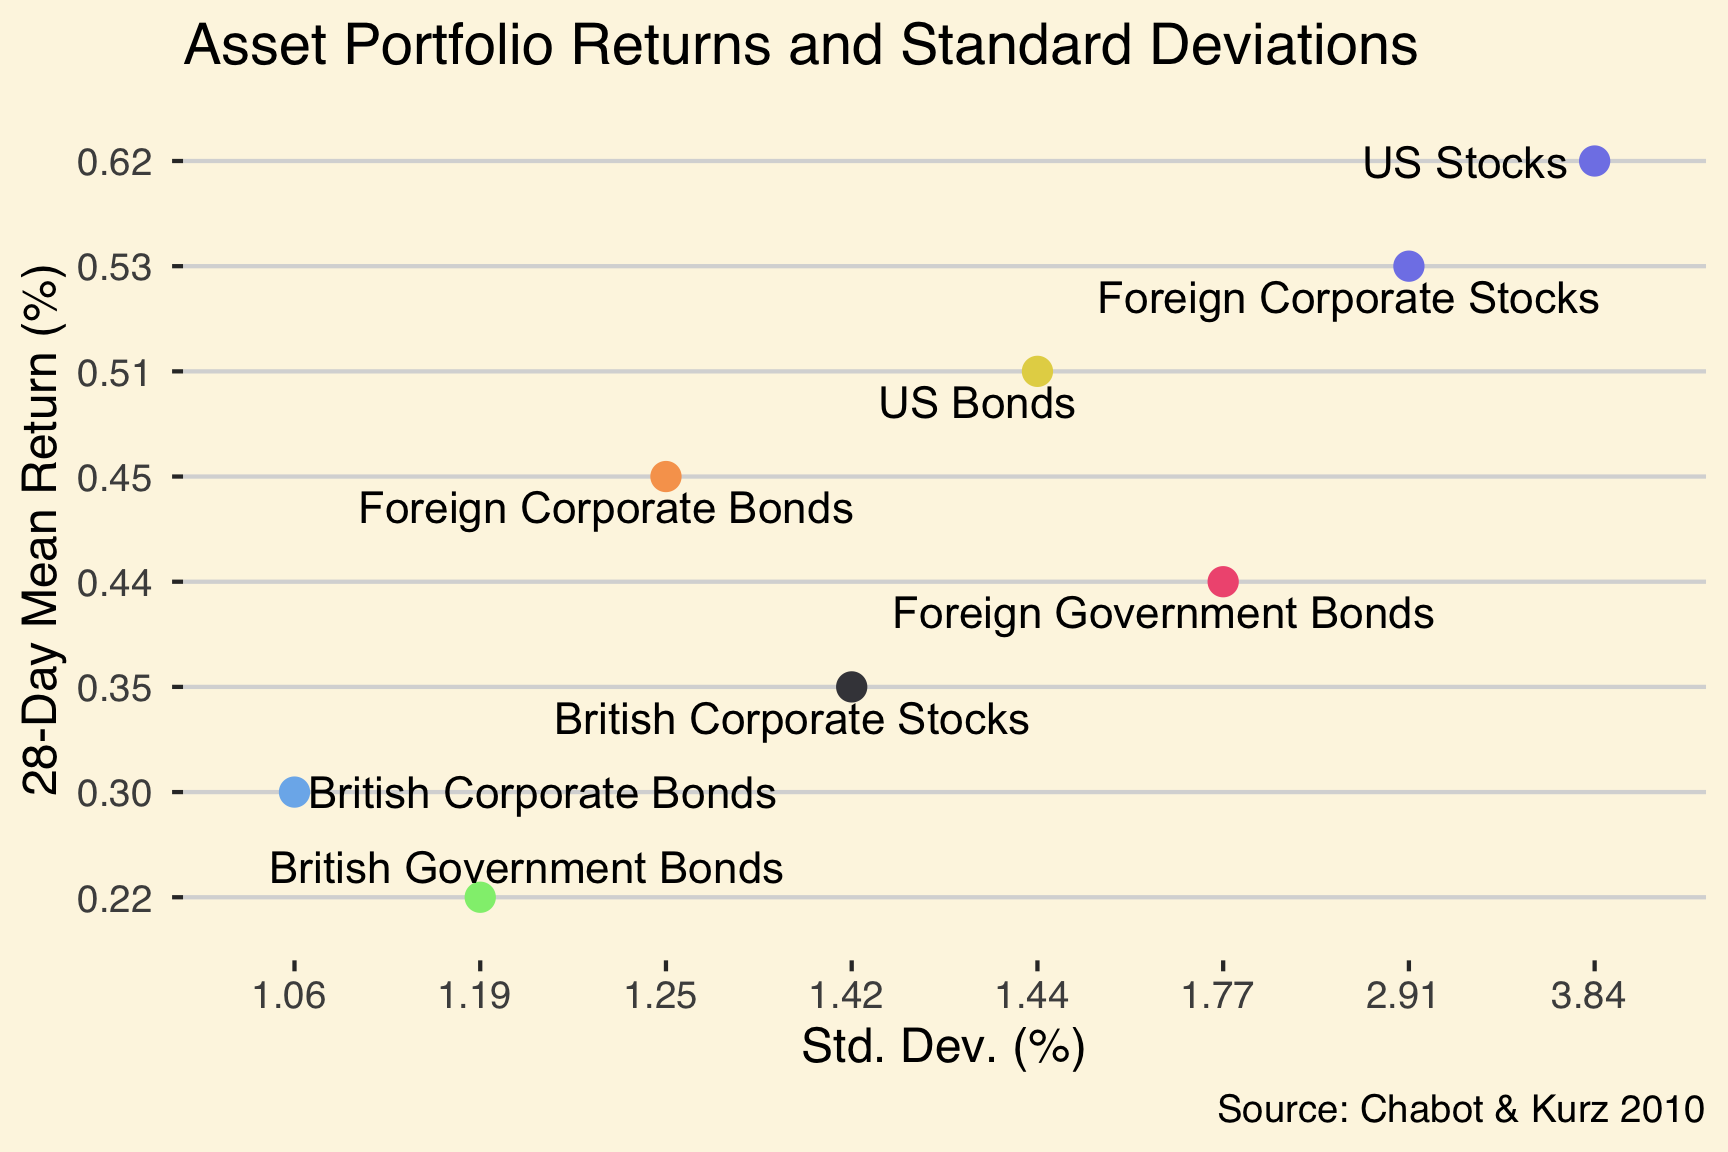 Asset Portfolio Returns and Standard Deviations
28-Day Mean Return (%)
0.62
US Stocks
0.53
Foreign Corporate Stocks
0.51
US Bonds
0.45
Foreign Corporate Bonds
0.44
Foreign Government Bonds
0.35
British Corporate Stocks
0.30
British Corporate Bonds
British Government Bonds
0.22
1.06 1.19 1.25 1.42 1.44 1.77 2.91 3.84
Std. Dev. (%)
Source: Chabot & Kurz 2010